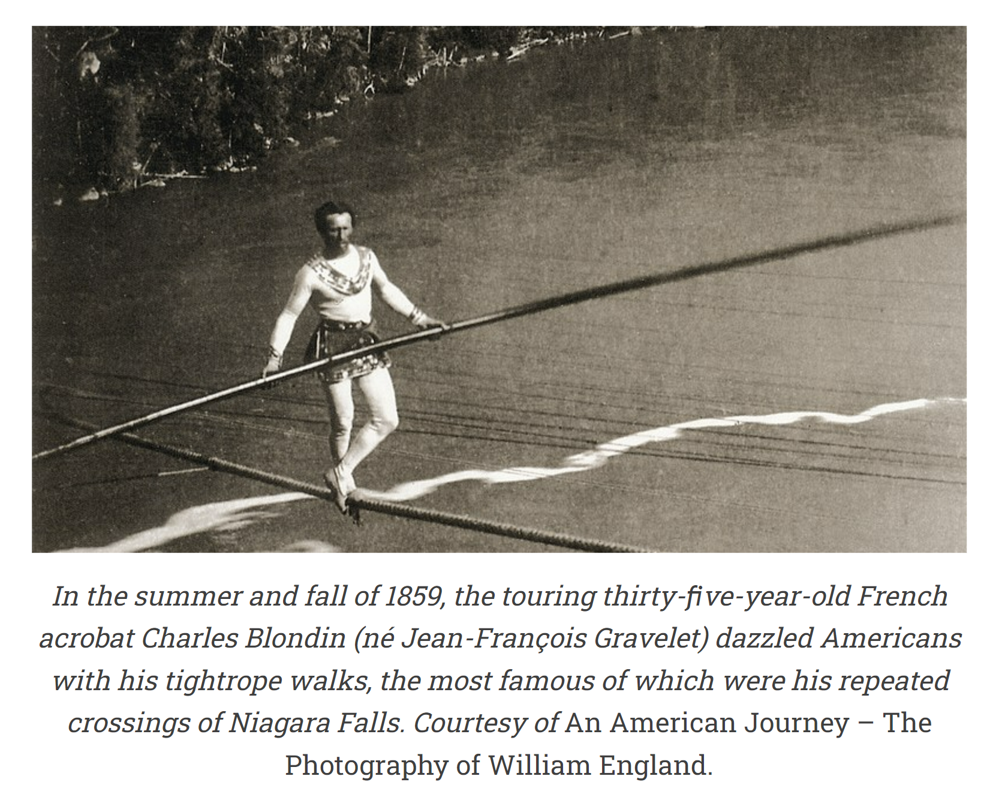 In the summer and fall of 1859, the touring thirty-five-year-old French
acrobat Charles Blondin (né Jean-François Gravelet) dazzled Americans
with his tightrope walks, the most famous of which were his repeated
crossings of Niagara Falls. Courtesy of An American Journey – The
Photography of William England.